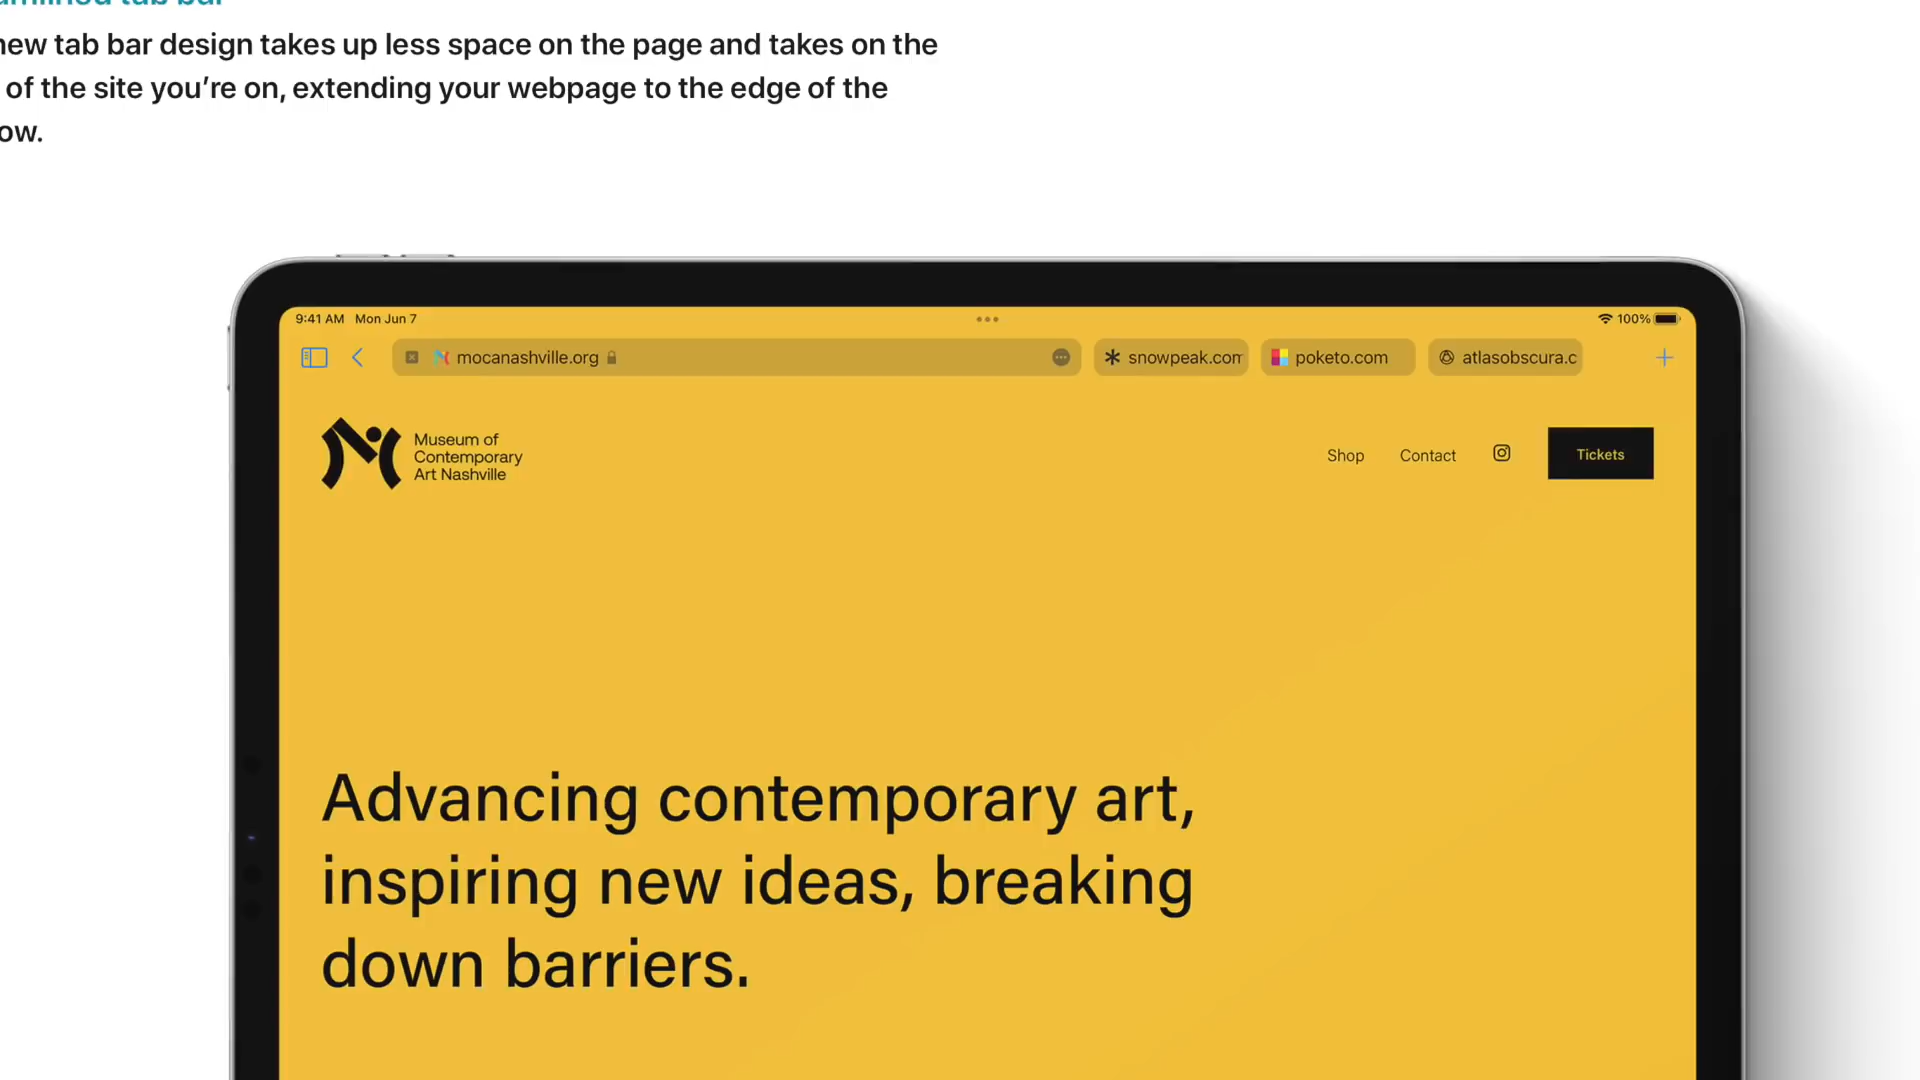 tab bar
new tab bar design takes up less space on the page and takes on the
of the site you’re on, extending your webpage to the edge of the
9:41 AM Mon Jun 7
100%
mocanashville.org
snowpeak.com
poketo.com
atlasobscura.c
Museum of
Contemporary
Art Nashville
Shop
Contact
Tickets
Advancing contemporary art,
inspiring new ideas, breaking
down barriers.